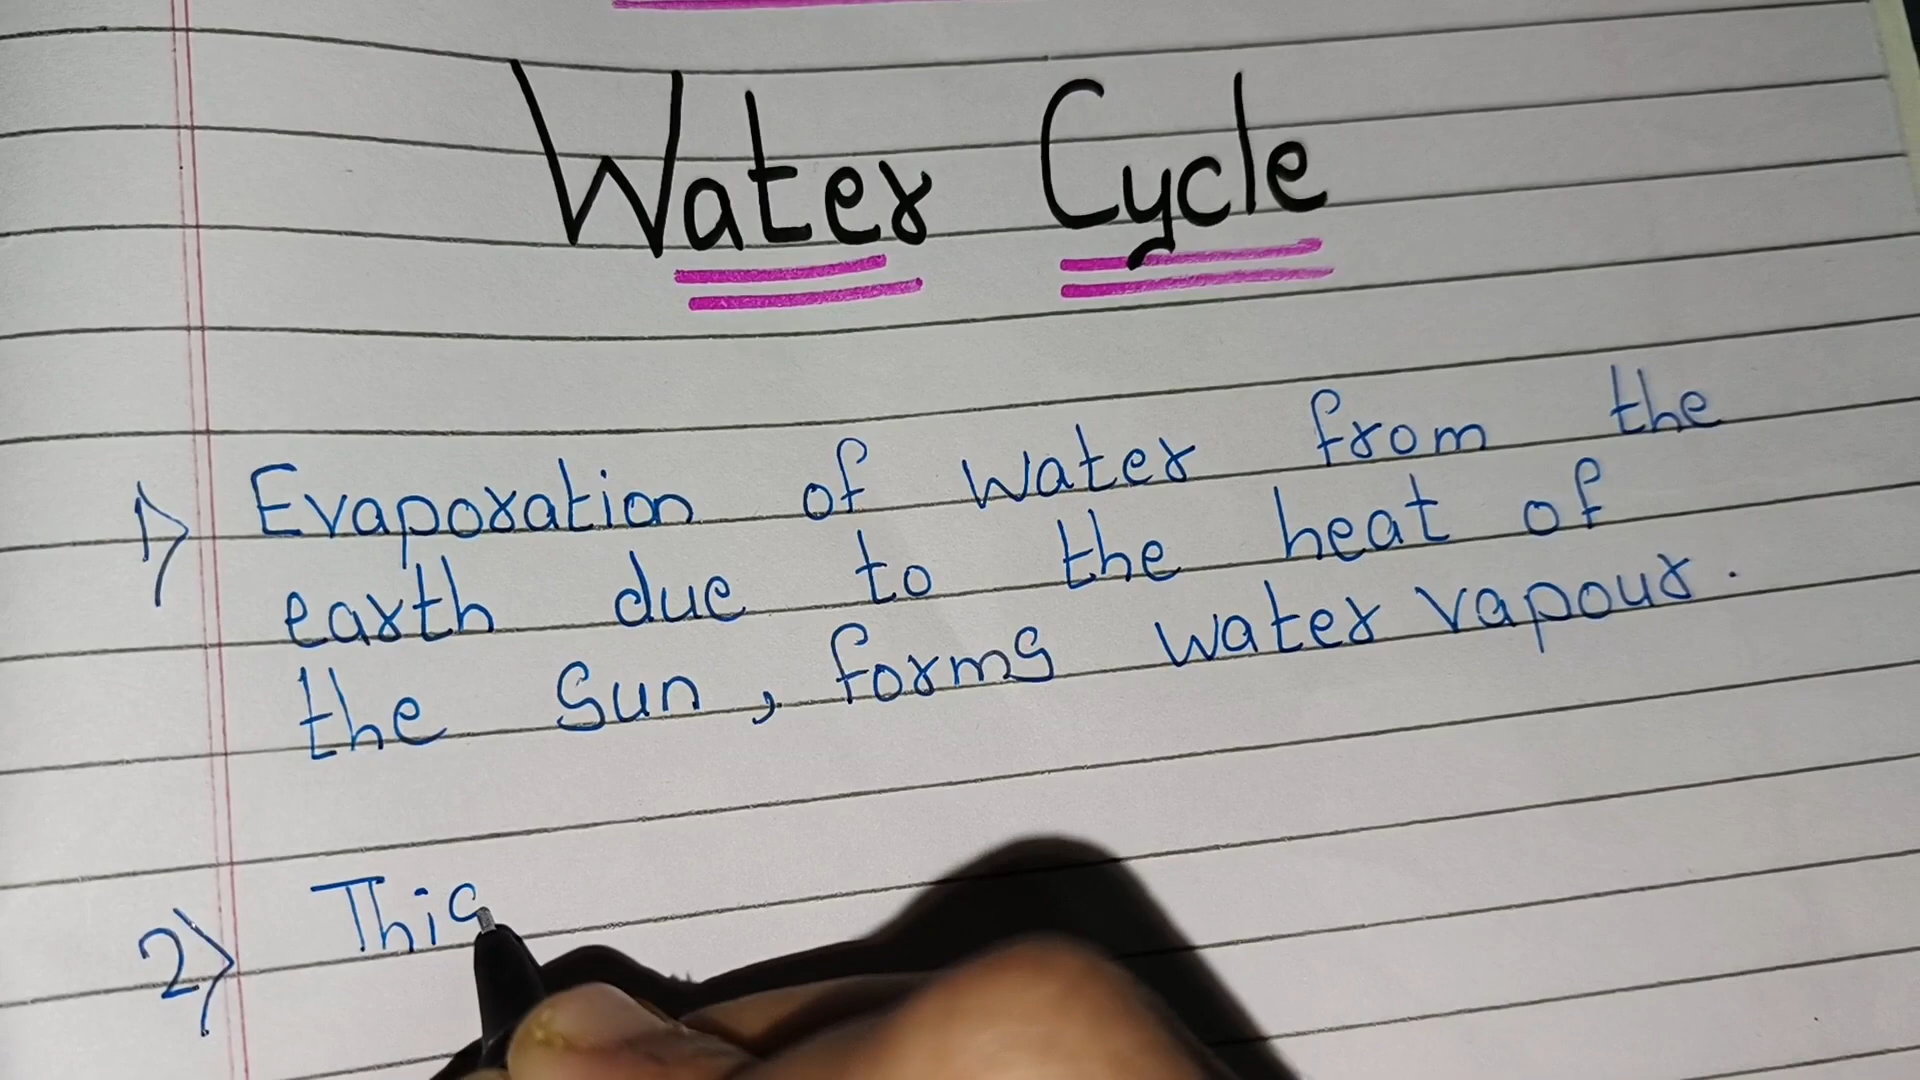 Water Cycle
1) Evaporation of water from the
earth due to the heat of
the Sun, forms water vapour.
2) This